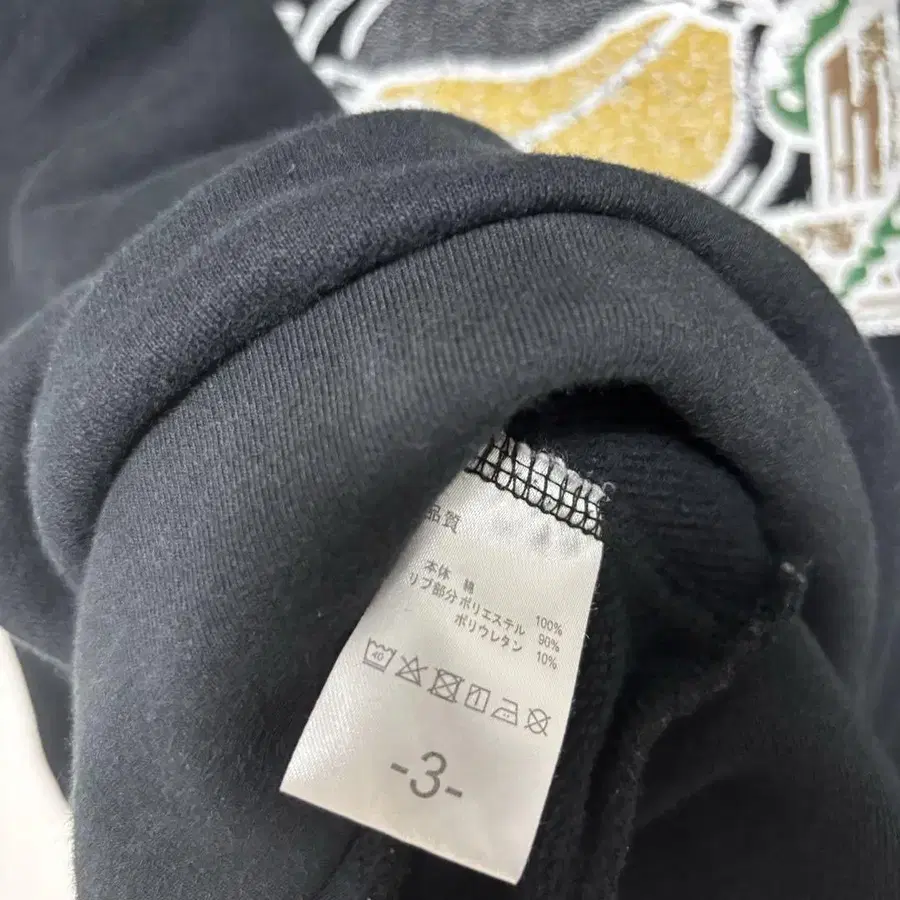 品質
本体 綿 100%
リブ部分ポリエステル 90%
ポリウレタン 10%
40
-3-